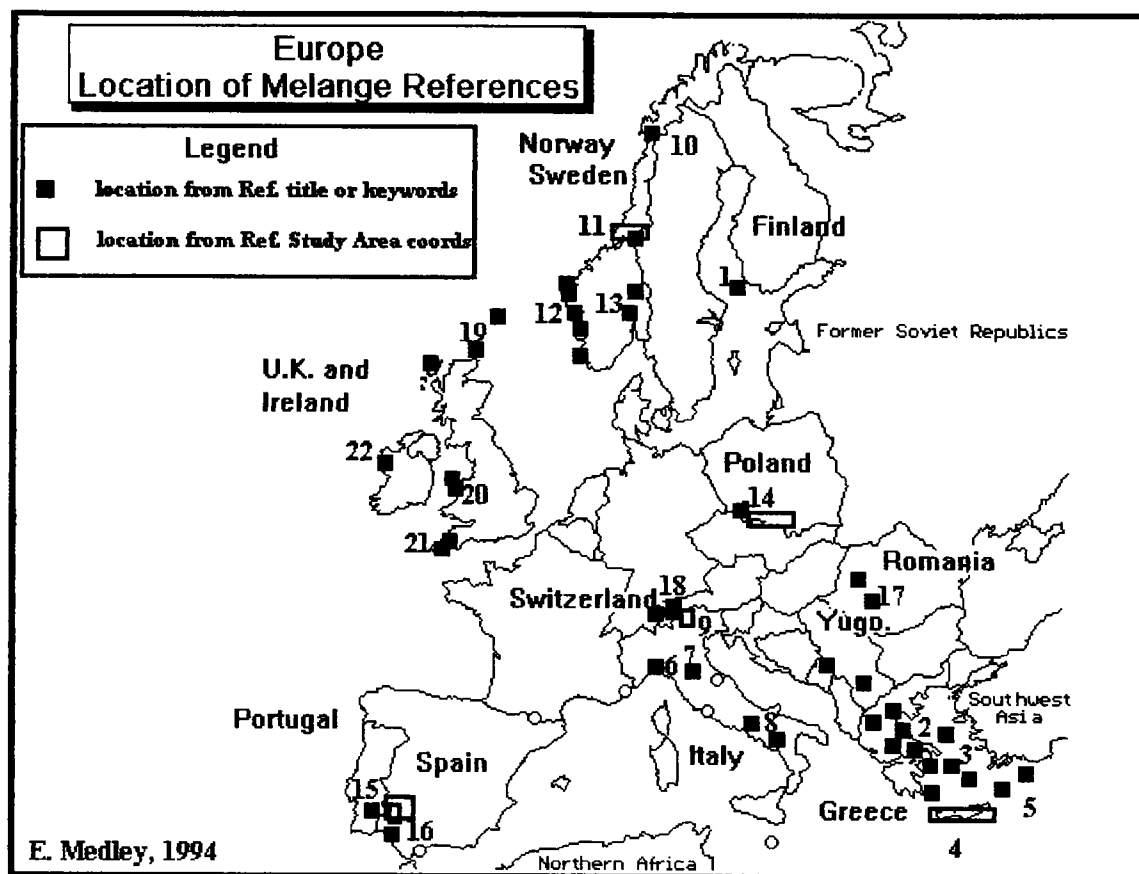 Europe
Location of Melange References
Legend
location from Ref. title or keywords
location from Ref. Study Area coords
Norway
Sweden
10
11
Finland
1
12
13
Former Soviet Republics
19
U.K. and
Ireland
22
20
21
Poland
14
Romania
17
Switzerland
18
9
Yugo.
6
7
Southwest
Asia
Portugal
Spain
Italy
8
2
3
5
15
16
Greece
4
Northern Africa
E. Medley, 1994